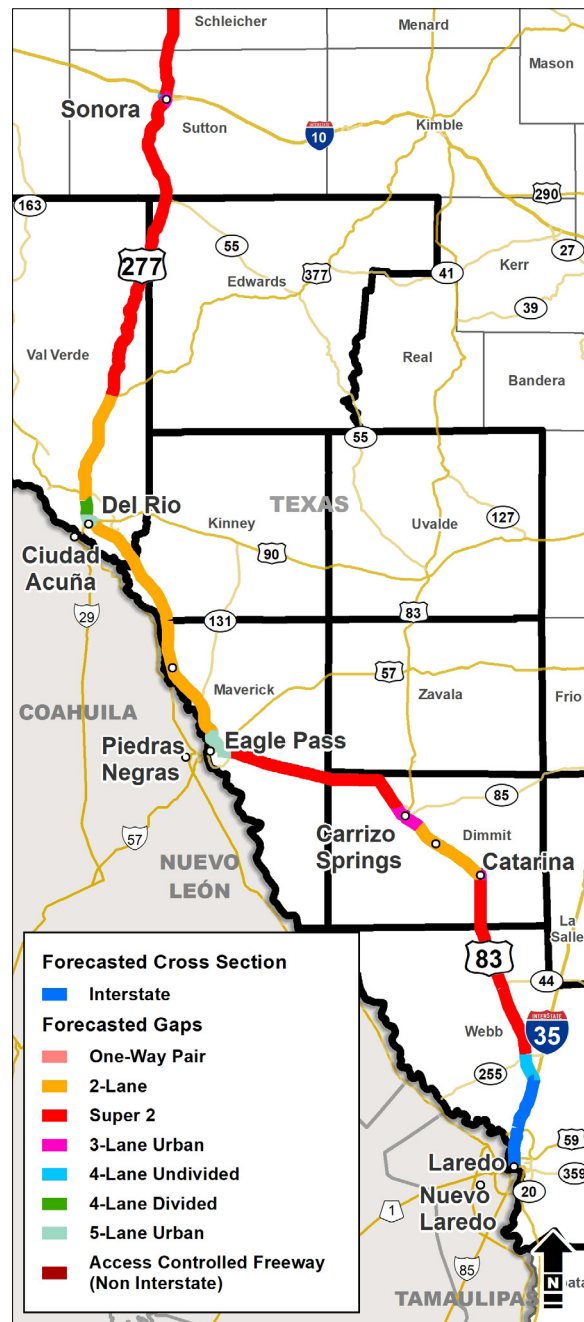 Schleicher
Menard
Mason
Sonora
Sutton
INTERSTATE
10
Kimble
163
290
277
55
Edwards
377
41
Kerr
27
39
Val Verde
Real
Bandera
55
Del Rio
TEXAS
Ciudad
Acuña
Kinney
90
Uvalde
127
29
83
131
COAHUILA
Maverick
57
Zavala
Frio
Piedras
Negras
Eagle Pass
85
57
Carrizo
Springs
Dimmit
Catarina
NUEVO
LEÓN
La
Salle
83
44
INTERSTATE
35
Webb
255
59
Laredo
359
20
Nuevo
Laredo
1
85
TAMAULIPAS
N
Forecasted Cross Section
Interstate
Forecasted Gaps
One-Way Pair
2-Lane
Super 2
3-Lane Urban
4-Lane Undivided
4-Lane Divided
5-Lane Urban
Access Controlled Freeway
(Non Interstate)